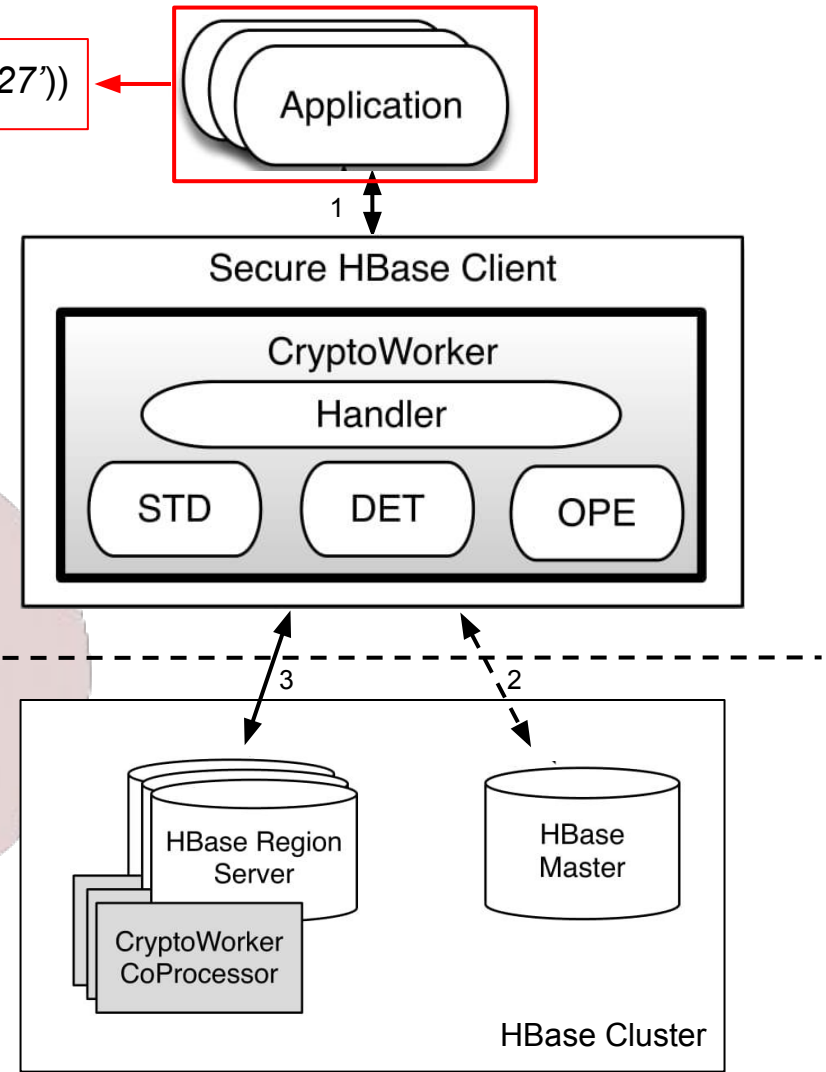 27’))
Application
1
Secure HBase Client
CryptoWorker
Handler
STD
DET
OPE
3
2
HBase Region
Server
HBase
Master
CryptoWorker
CoProcessor
HBase Cluster